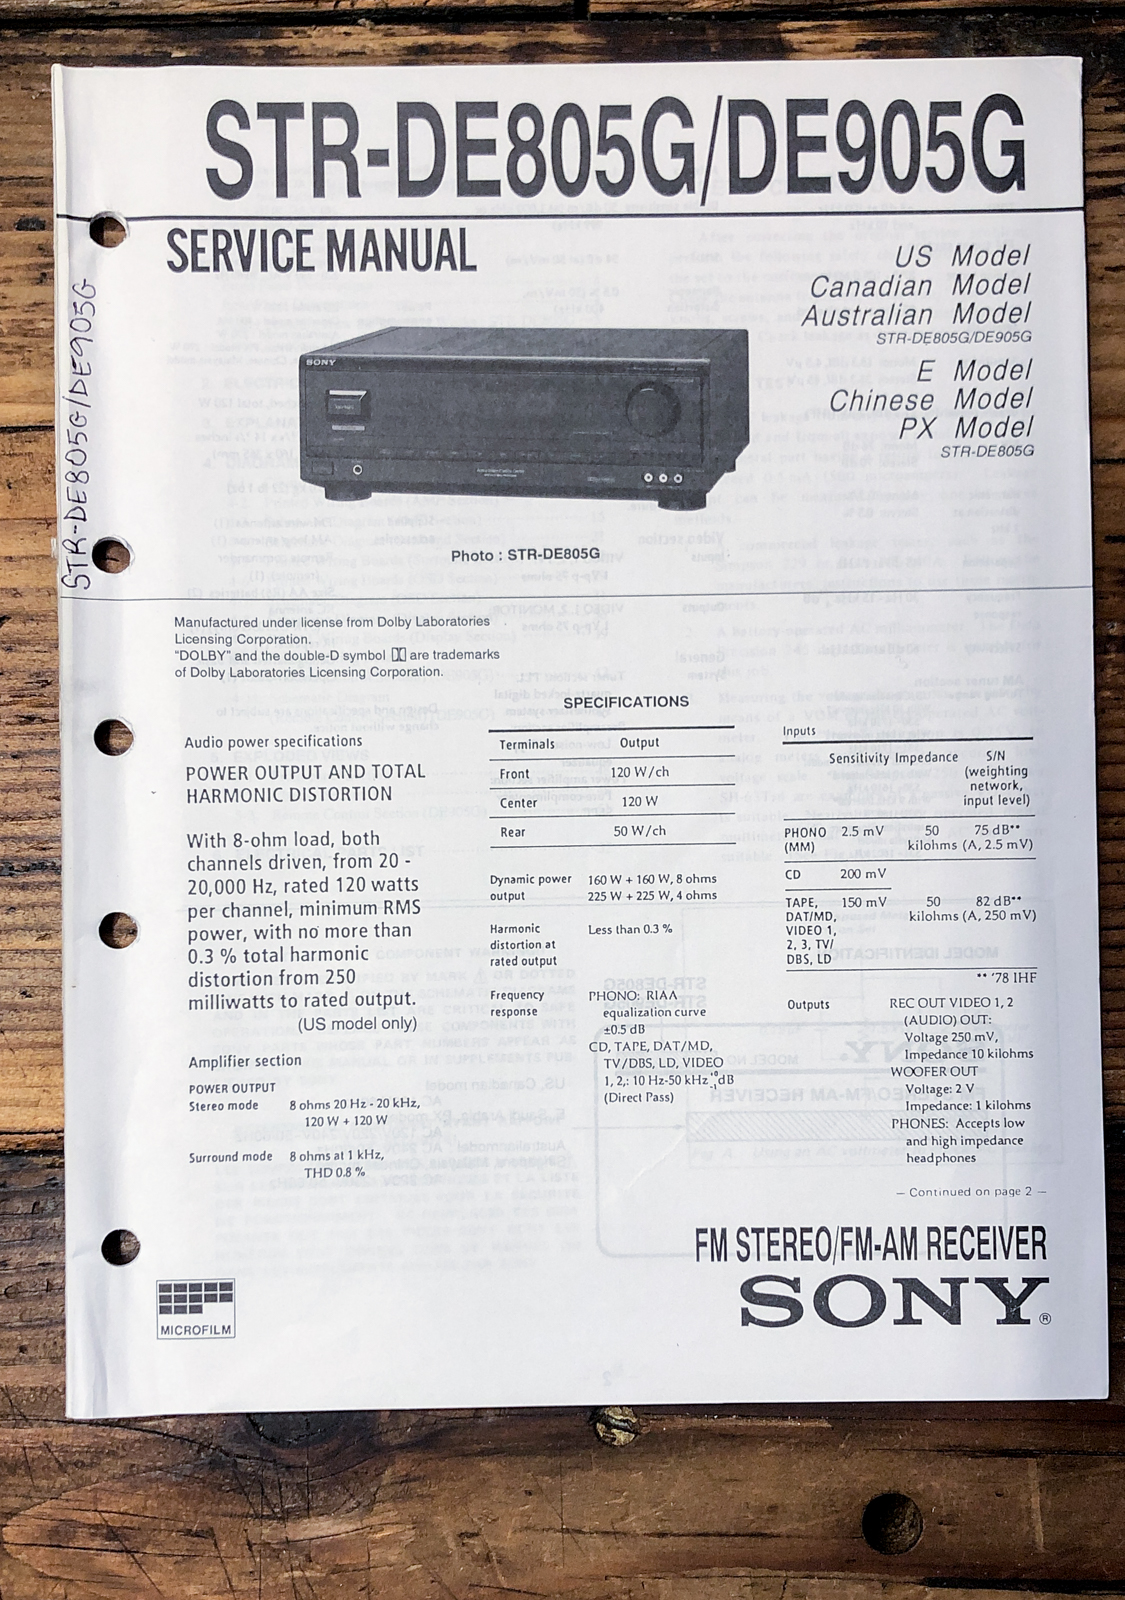 STR-DE805G/DE905G
SERVICE MANUAL
US Model
Canadian Model
Australian Model
STR-DE805G/DE905G
E Model
Chinese Model
PX Model
STR-DE805G
STR-DE805G/DE905G
SONY
Photo : STR-DE805G
Manufactured under license from Dolby Laboratories
Licensing Corporation.
“DOLBY” and the double-D symbol are trademarks
of Dolby Laboratories Licensing Corporation.
SPECIFICATIONS
Audio power specifications
POWER OUTPUT AND TOTAL
HARMONIC DISTORTION
With 8-ohm load, both
channels driven, from 20 -
20,000 Hz, rated 120 watts
per channel, minimum RMS
power, with no more than
0.3 % total harmonic
distortion from 250
milliwatts to rated output.
(US model only)
Amplifier section
POWER OUTPUT
Stereo mode 8 ohms 20 Hz - 20 kHz,
120 W + 120 W
Surround mode 8 ohms at 1 kHz,
THD 0.8 %
Terminals Output
Front 120 W/ch
Center 120 W
Rear 50 W/ch
Dynamic power 160 W + 160 W, 8 ohms
output 225 W + 225 W, 4 ohms
Harmonic Less than 0.3 %
distortion at
rated output
Frequency PHONO: RIAA
response equalization curve
±0.5 dB
CD, TAPE, DAT/MD,
TV/DBS, LD, VIDEO
1, 2,: 10 Hz-50 kHz +0 -1 dB
(Direct Pass)
Inputs
Sensitivity Impedance S/N
(weighting
network,
input level)
PHONO 2.5 mV 50 75 dB**
(MM) kilohms (A, 2.5 mV)
CD 200 mV
TAPE, 150 mV 50 82 dB**
DAT/MD, kilohms (A, 250 mV)
VIDEO 1,
2, 3, TV/
DBS, LD
** '78 IHF
Outputs REC OUT VIDEO 1, 2
(AUDIO) OUT:
Voltage 250 mV,
Impedance 10 kilohms
WOOFER OUT
Voltage: 2 V
Impedance: 1 kilohms
PHONES: Accepts low
and high impedance
headphones
— Continued on page 2 —
FM STEREO/FM-AM RECEIVER
SONY®
MICROFILM